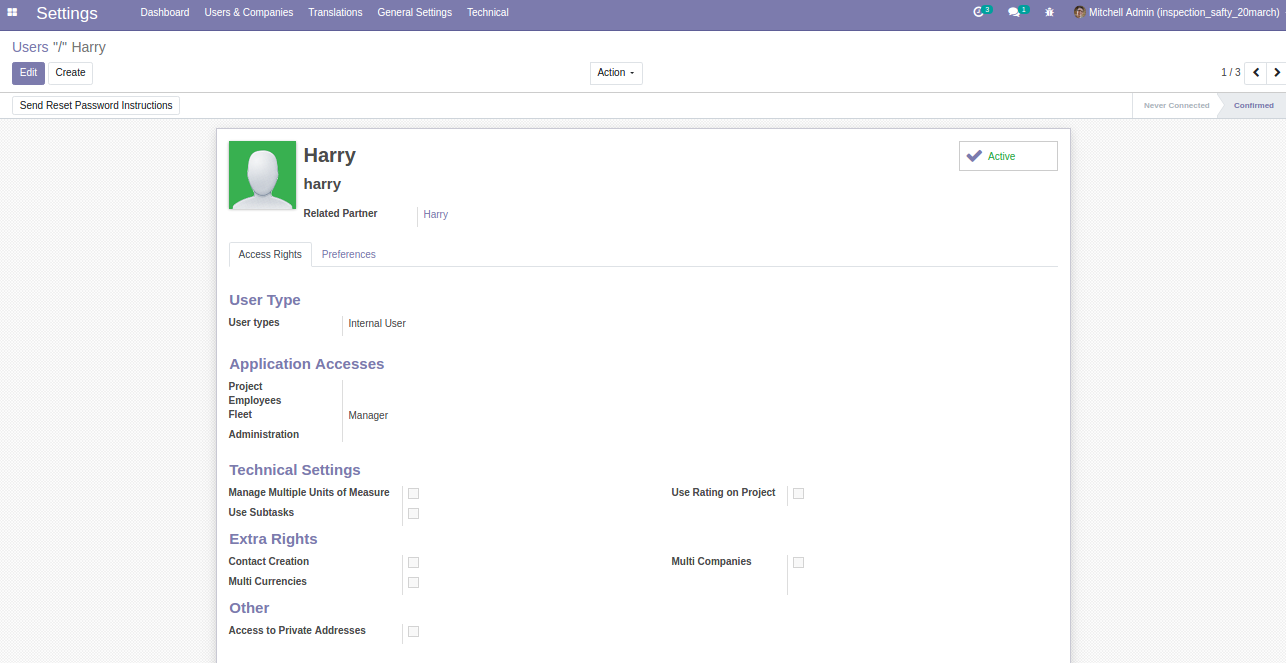 Settings Dashboard Users & Companies Translations General Settings Technical 3 1 Mitchell Admin (inspection_safty_20march)
Users "/" Harry
Edit Create Action 1 / 3
Send Reset Password Instructions Never Connected Confirmed
Harry
Active
harry
Related Partner Harry
Access Rights Preferences
User Type
User types Internal User
Application Accesses
Project
Employees
Fleet Manager
Administration
Technical Settings
Manage Multiple Units of Measure Use Rating on Project
Use Subtasks
Extra Rights
Contact Creation Multi Companies
Multi Currencies
Other
Access to Private Addresses